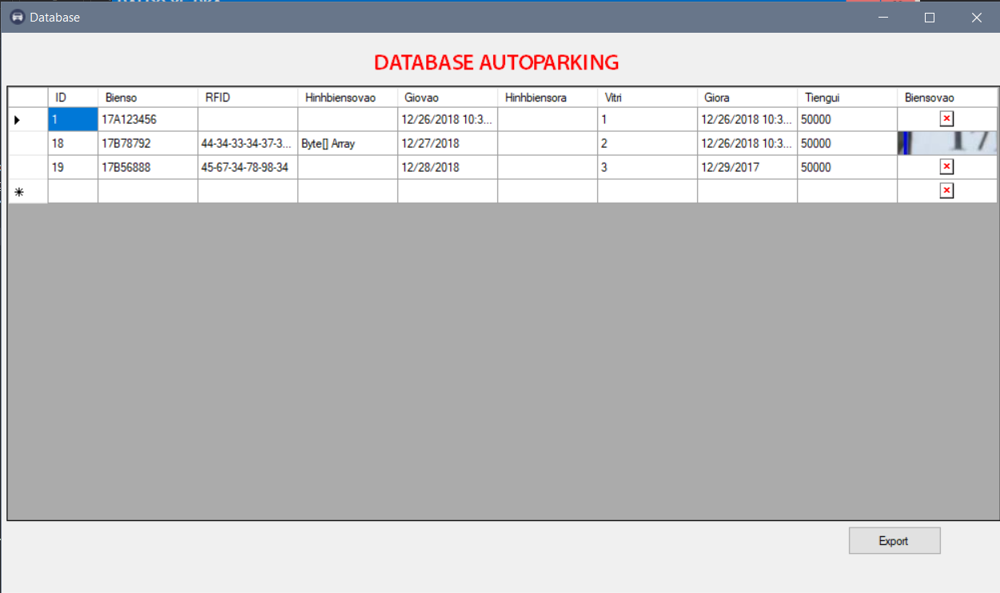 Database
DATABASE AUTOPARKING
ID Bienso RFID Hinhbiensovao Giovao Hinhbiensora Vitri Giora Tiengui Biensovao
1 17A123456 12/26/2018 10:3... 1 12/26/2018 10:3... 50000
18 17B78792 44-34-33-34-37-3... Byte[] Array 12/27/2018 2 12/26/2018 10:3... 50000 17
19 17B56888 45-67-34-78-98-34 12/28/2018 3 12/29/2017 50000
Export